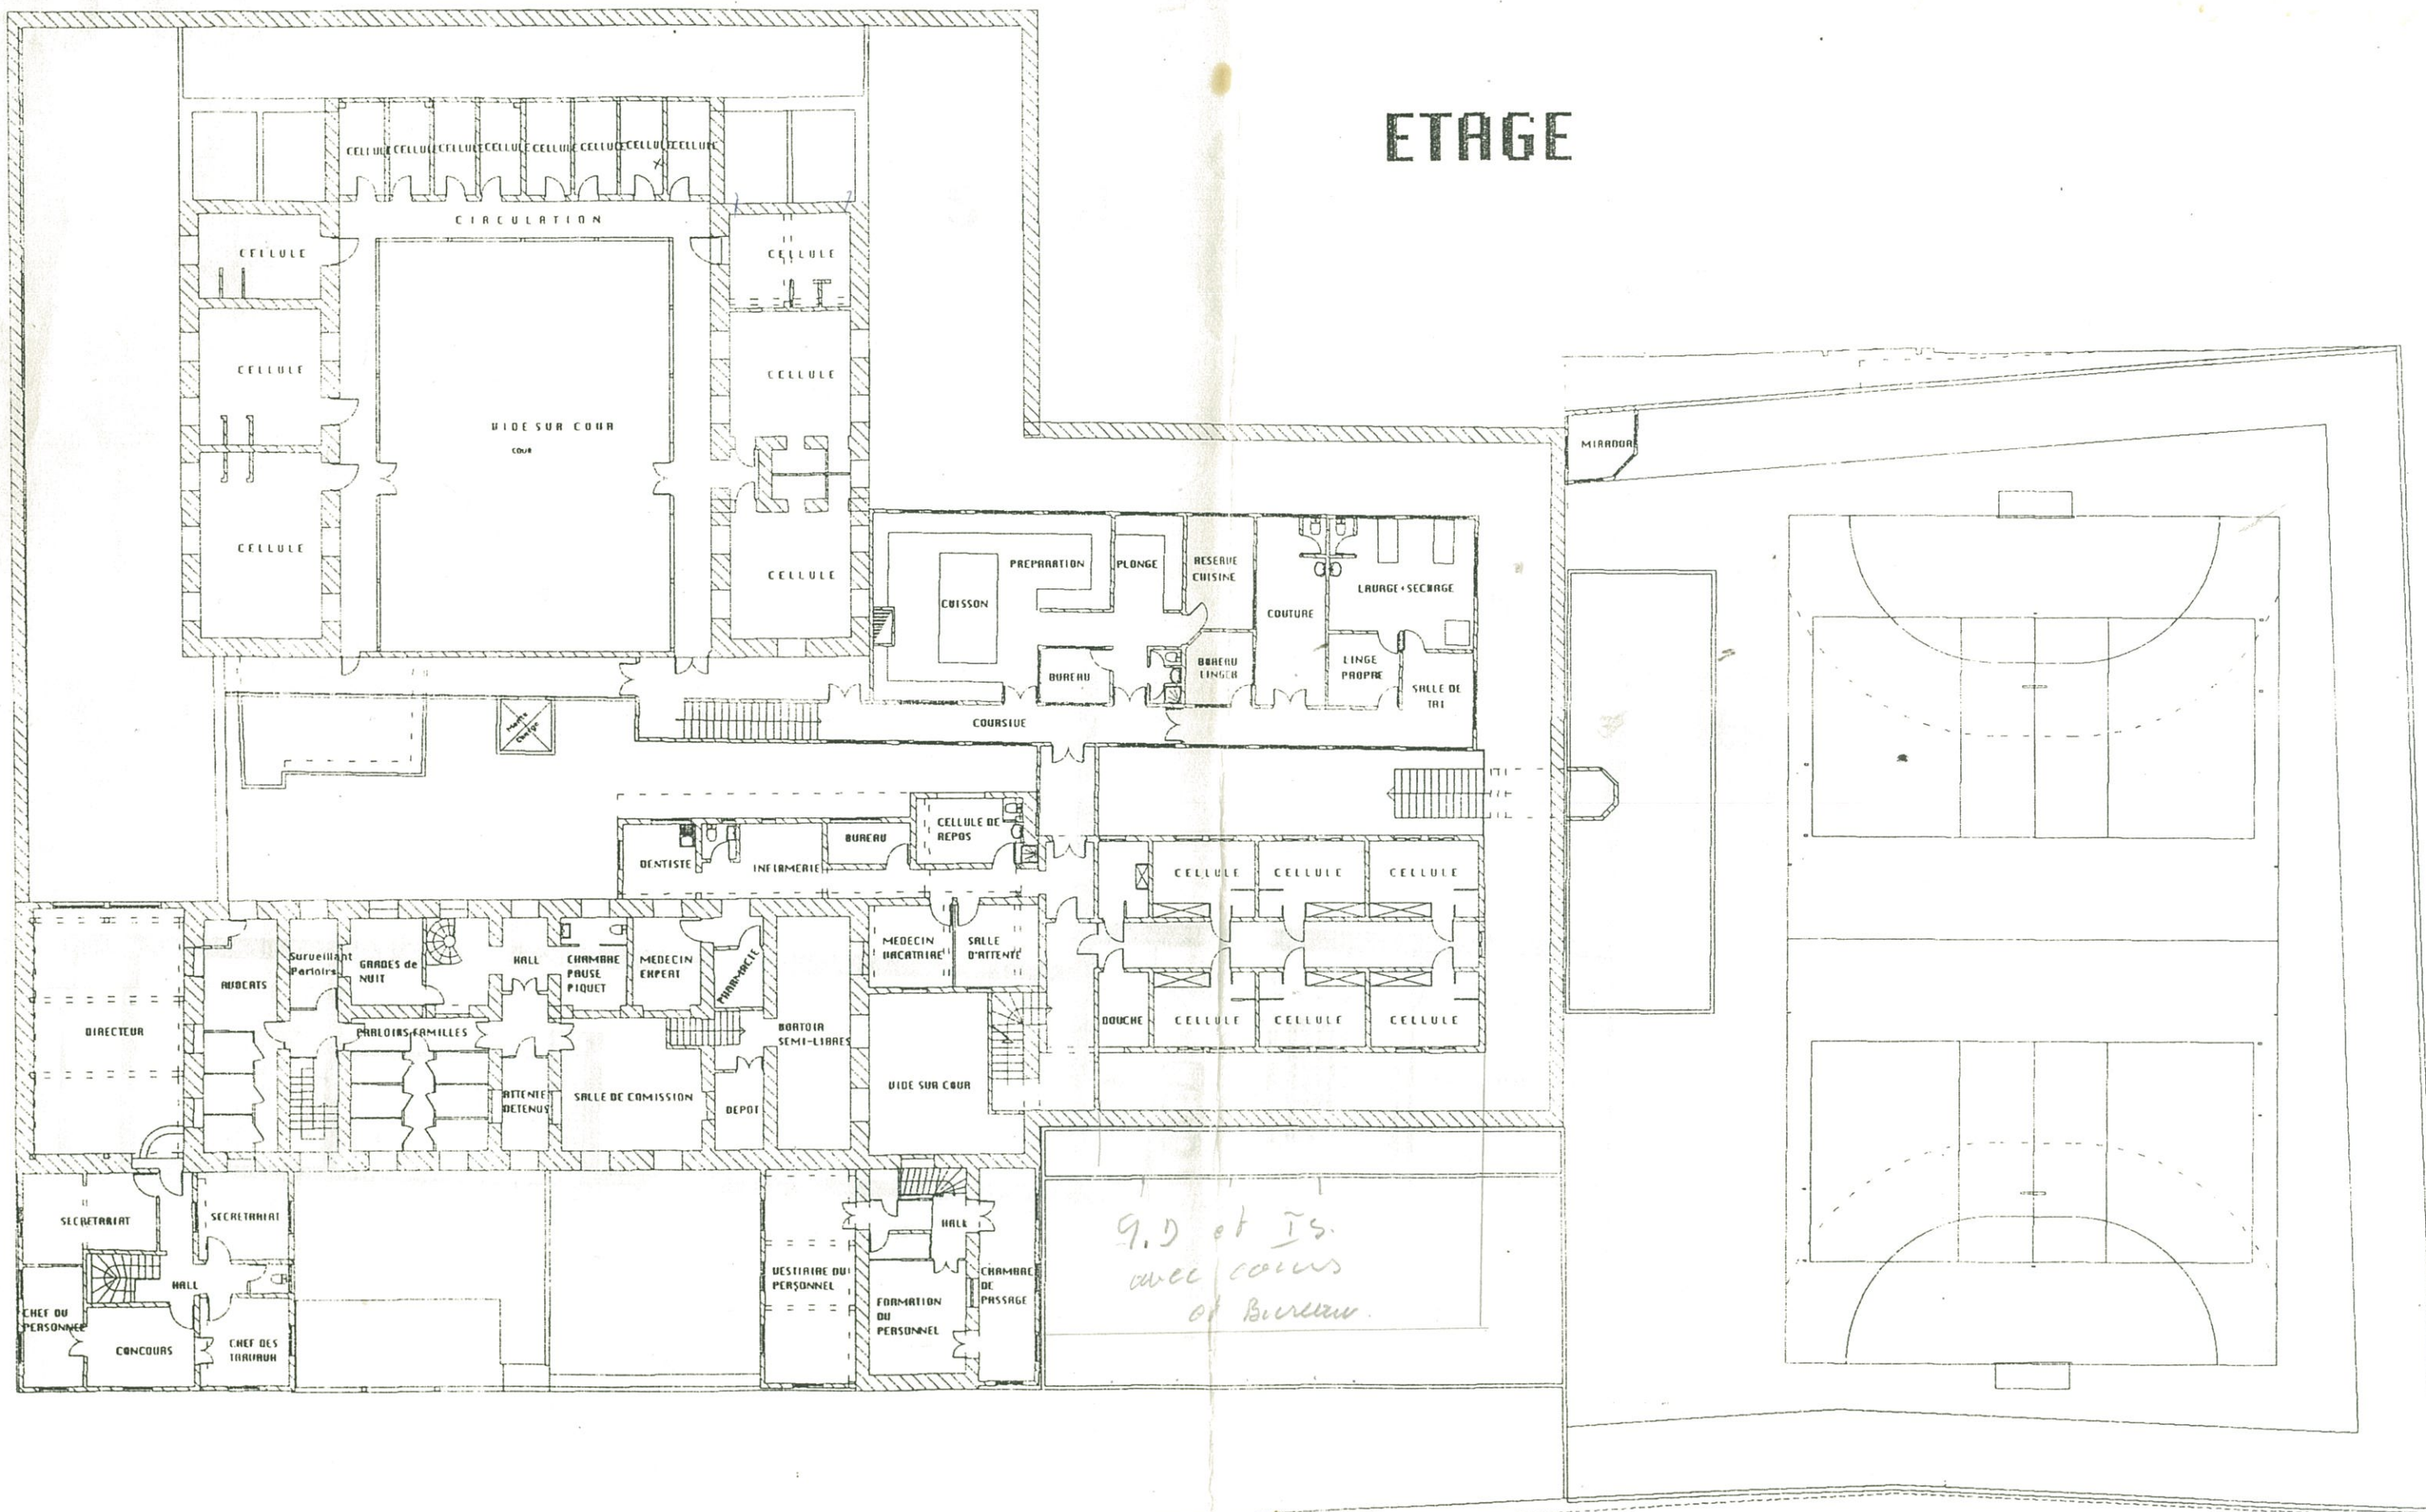 ETAGE
CELLULE CELLULE CELLULE CELLULE CELLULE CELLULE CELLULE CELLULE
CIRCULATION
CELLULE
CELLULE
CELLULE
CELLULE
VIDE SUR COUR
COUR
MIRADOR
CELLULE
CELLULE
PREPARATION
PLONGE
RESERVE
CUISINE
CUISSON
COUTURE
LAVAGE+SECHAGE
BUREAU
BUREAU
LINGER
LINGE
PROPRE
SALLE DE
TRI
COURSIVE
Monte
Charge
CELLULE DE
REPOS
BUREAU
DENTISTE
INFIRMERIE
CELLULE
CELLULE
CELLULE
MEDECIN
VACATAIRE
SALLE
D'ATTENTE
Surveillant
Parloirs
GRADES de
NUIT
HALL
CHAMBRE
PAUSE
PIQUET
MEDECIN
EXPERT
PHARMACIE
AVOCATS
DIRECTEUR
PARLOIRS FAMILLES
DORTOIR
SEMI-LIBRES
DOUCHE
CELLULE
CELLULE
CELLULE
ATTENTE
DETENUS
SALLE DE COMISSION
DEPOT
VIDE SUR COUR
SECRETARIAT
SECRETARIAT
HALL
HALL
VESTIAIRE DU
PERSONNEL
CHAMBRE
DE
PASSAGE
CHEF DU
PERSONNEL
FORMATION
DU
PERSONNEL
CONCOURS
CHEF DES
TRAVAUX
Q.D et Is.
avec cours
et Bureau.